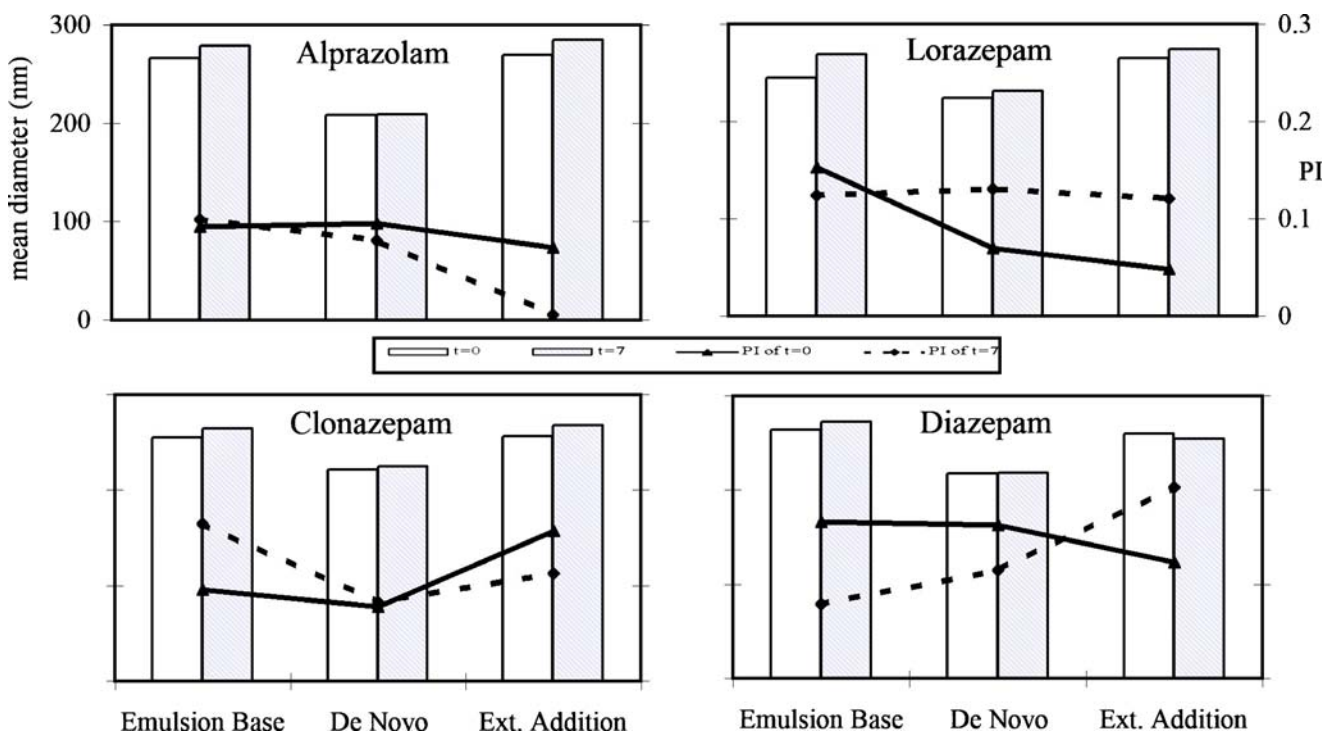 300
200
100
0
mean diameter (nm)
Alprazolam
Lorazepam
0.3
0.2
0.1
0
PI
t=0 t=7 PI of t=0 PI of t=7
Clonazepam
Diazepam
Emulsion Base De Novo Ext. Addition
Emulsion Base De Novo Ext. Addition